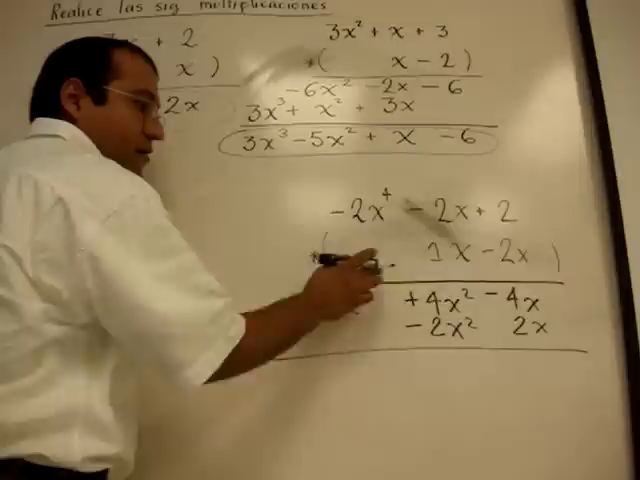 Realice las sig multiplicaciones
x + 2
x )
2x
3x² + x + 3
*( x - 2 )
-6x² - 2x - 6
3x³ + x² + 3x
3x³ - 5x² + x - 6
-2x⁴ - 2x + 2
*( 1x - 2x )
+4x² - 4x
-2x² 2x